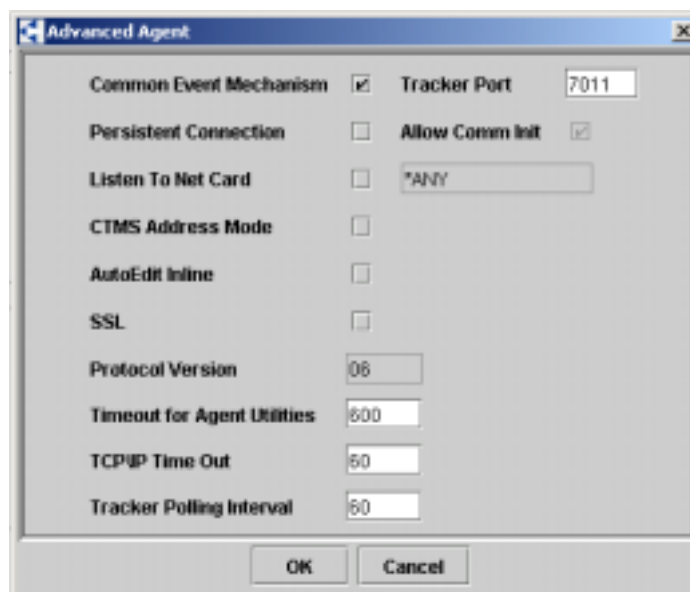 Advanced Agent
Common Event Mechanism Tracker Port 7011
Persistent Connection Allow Comm Init
Listen To Net Card *ANY
CTMS Address Mode
AutoEdit Inline
SSL
Protocol Version 06
Timeout for Agent Utilities 600
TCP\IP Time Out 60
Tracker Polling Interval 60
OK Cancel